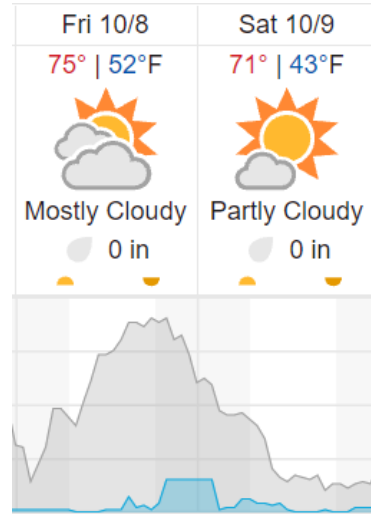 Fri 10/8
Sat 10/9
75° | 52°F
71° | 43°F
Mostly Cloudy
Partly Cloudy
0 in
0 in